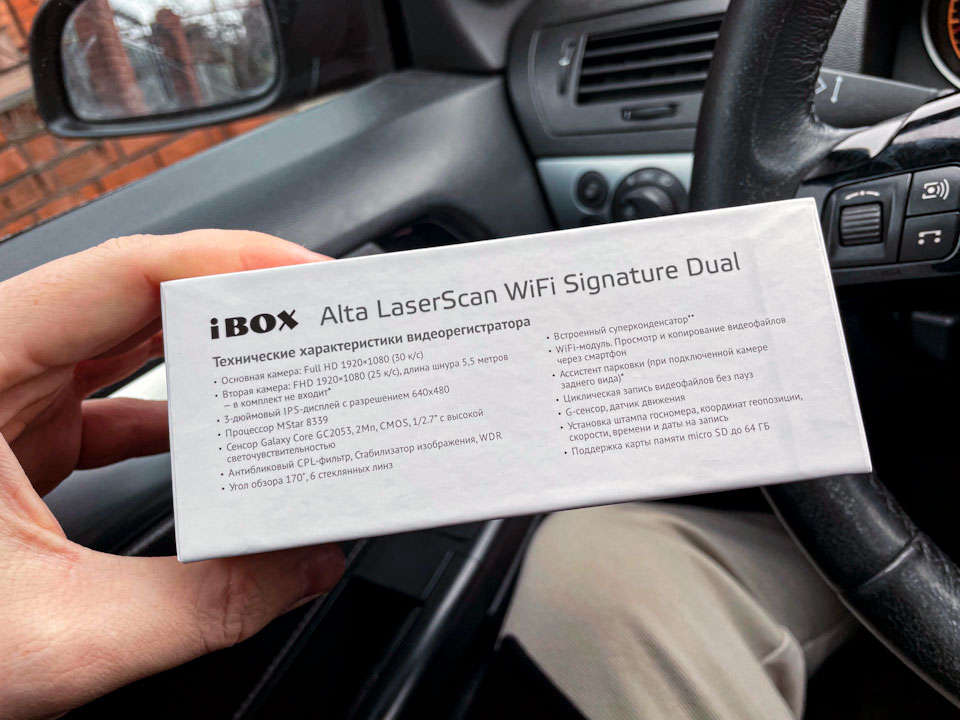 iBOX Alta LaserScan WiFi Signature Dual
Технические характеристики видеорегистратора
• Основная камера: Full HD 1920×1080 (30 к/с)
• Вторая камера: FHD 1920×1080 (25 к/с), длина шнура 5,5 метров
— в комплект не входит*
• 3-дюймовый IPS-дисплей с разрешением 640x480
• Процессор MStar 8339
• Сенсор Galaxy Core GC2053, 2Мп, CMOS, 1/2.7" с высокой
светочувствительностью
• Антибликовый CPL-фильтр, Стабилизатор изображения, WDR
• Угол обзора 170°, 6 стеклянных линз
• Встроенный суперконденсатор**
• WiFi-модуль. Просмотр и копирование видеофайлов
через смартфон
• Ассистент парковки (при подключенной камере
заднего вида)*
• Циклическая запись видеофайлов без пауз
• G-сенсор, датчик движения
• Установка штампа госномера, координат геопозиции,
скорости, времени и даты на запись
• Поддержка карты памяти micro SD до 64 ГБ